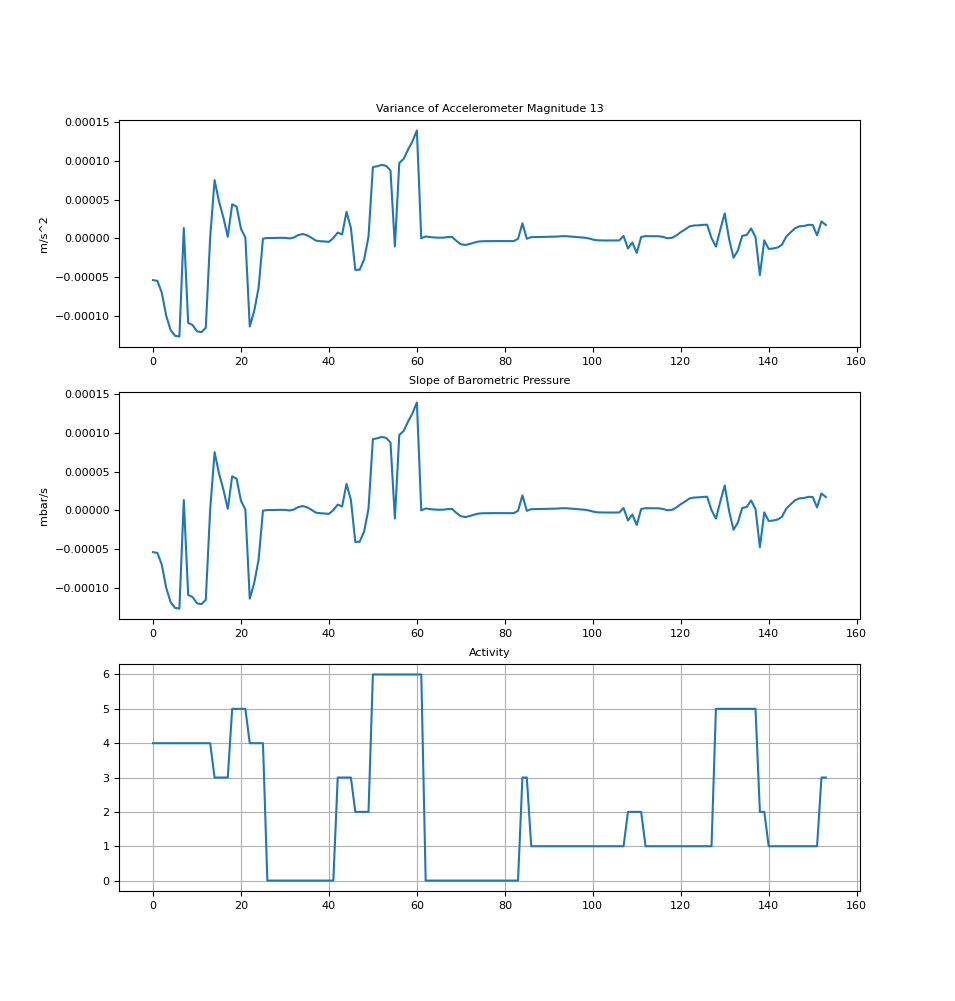 Variance of Accelerometer Magnitude 13
0.00015
0.00010
0.00005
0.00000
−0.00005
−0.00010
m/s^2
0 20 40 60 80 100 120 140 160
Slope of Barometric Pressure
0.00015
0.00010
0.00005
0.00000
−0.00005
−0.00010
mbar/s
0 20 40 60 80 100 120 140 160
Activity
6
5
4
3
2
1
0
0 20 40 60 80 100 120 140 160